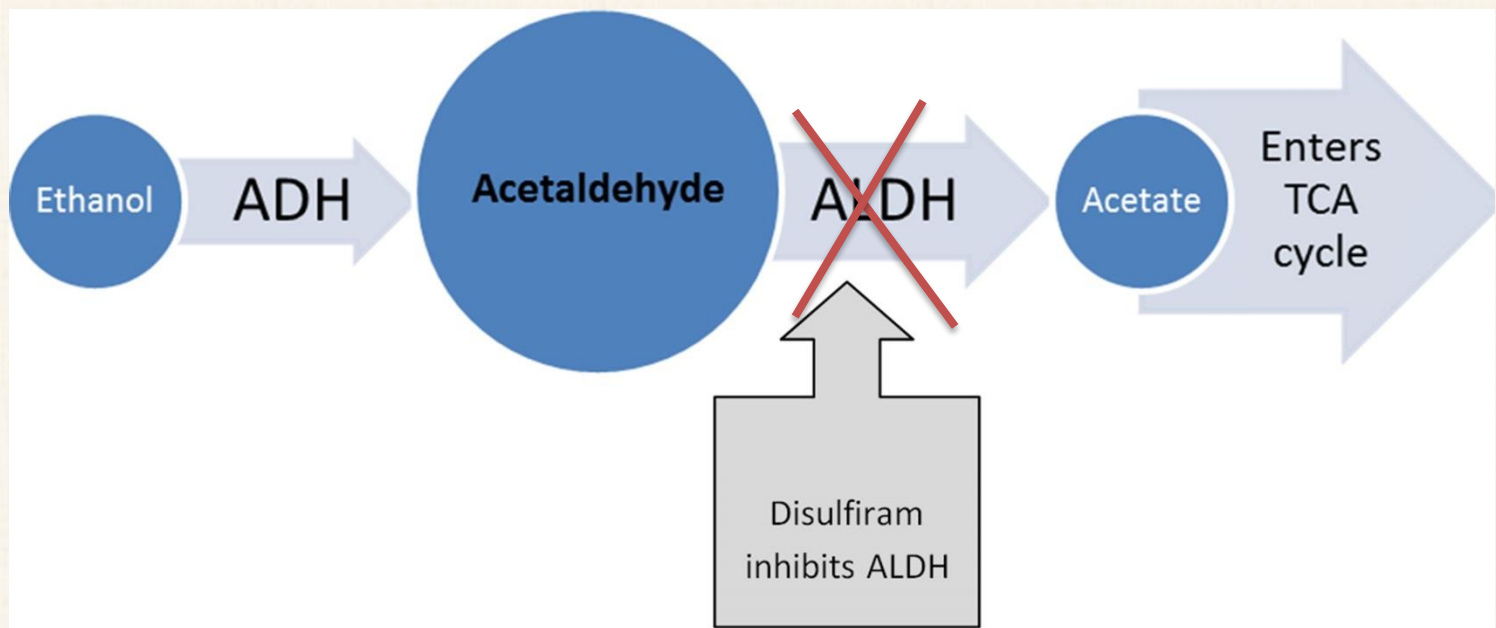 Ethanol
ADH
Acetaldehyde
ALDH
Acetate
Enters
TCA
cycle
Disulfiram
inhibits ALDH